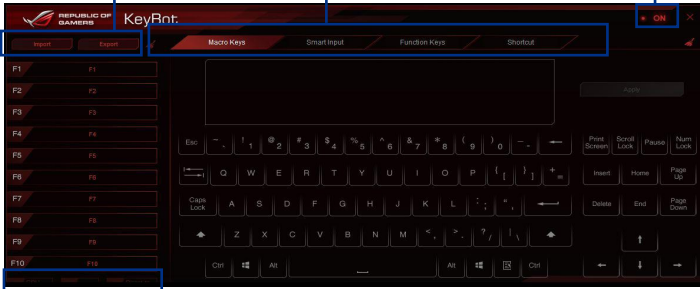 REPUBLIC OF
GAMERS
KeyBot
ON
Import Export
Macro Keys Smart Input Function Keys Shortcut
F1 F1
F2 F2
F3 F3
F4 F4
F5 F5
F6 F6
F7 F7
F8 F8
F9 F9
F10 F10
Apply
Esc ~ ` ! 1 @ 2 # 3 $ 4 % 5 ^ 6 & 7 * 8 ( 9 ) 0 _ - ←
Print Screen Scroll Lock Pause Num Lock
Q W E R T Y U I O P { [ } ] + =
Insert Home Page Up
Caps Lock A S D F G H J K L : ; " ,
Delete End Page Down
Z X C V B N M < , > . ? / | \
Ctrl Alt Alt Ctrl
← ↓ → ↑